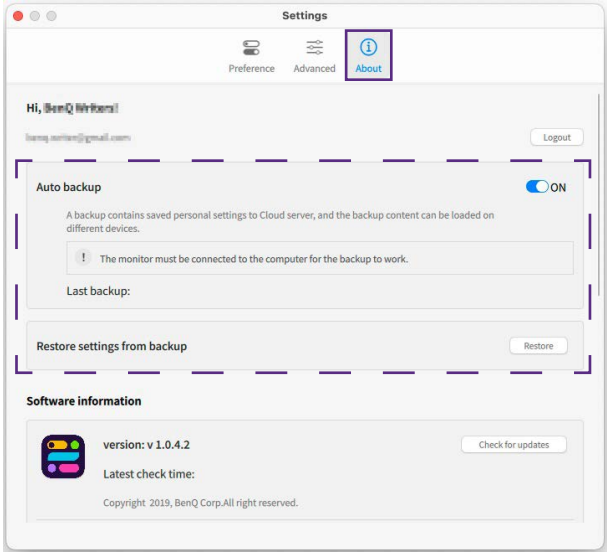 Settings
Preference
Advanced
About
Hi,
Logout
Auto backup
ON
A backup contains saved personal settings to Cloud server, and the backup content can be loaded on
different devices.
! The monitor must be connected to the computer for the backup to work.
Last backup:
Restore settings from backup
Restore
Software information
version: v 1.0.4.2
Check for updates
Latest check time:
Copyright 2019, BenQ Corp.All right reserved.